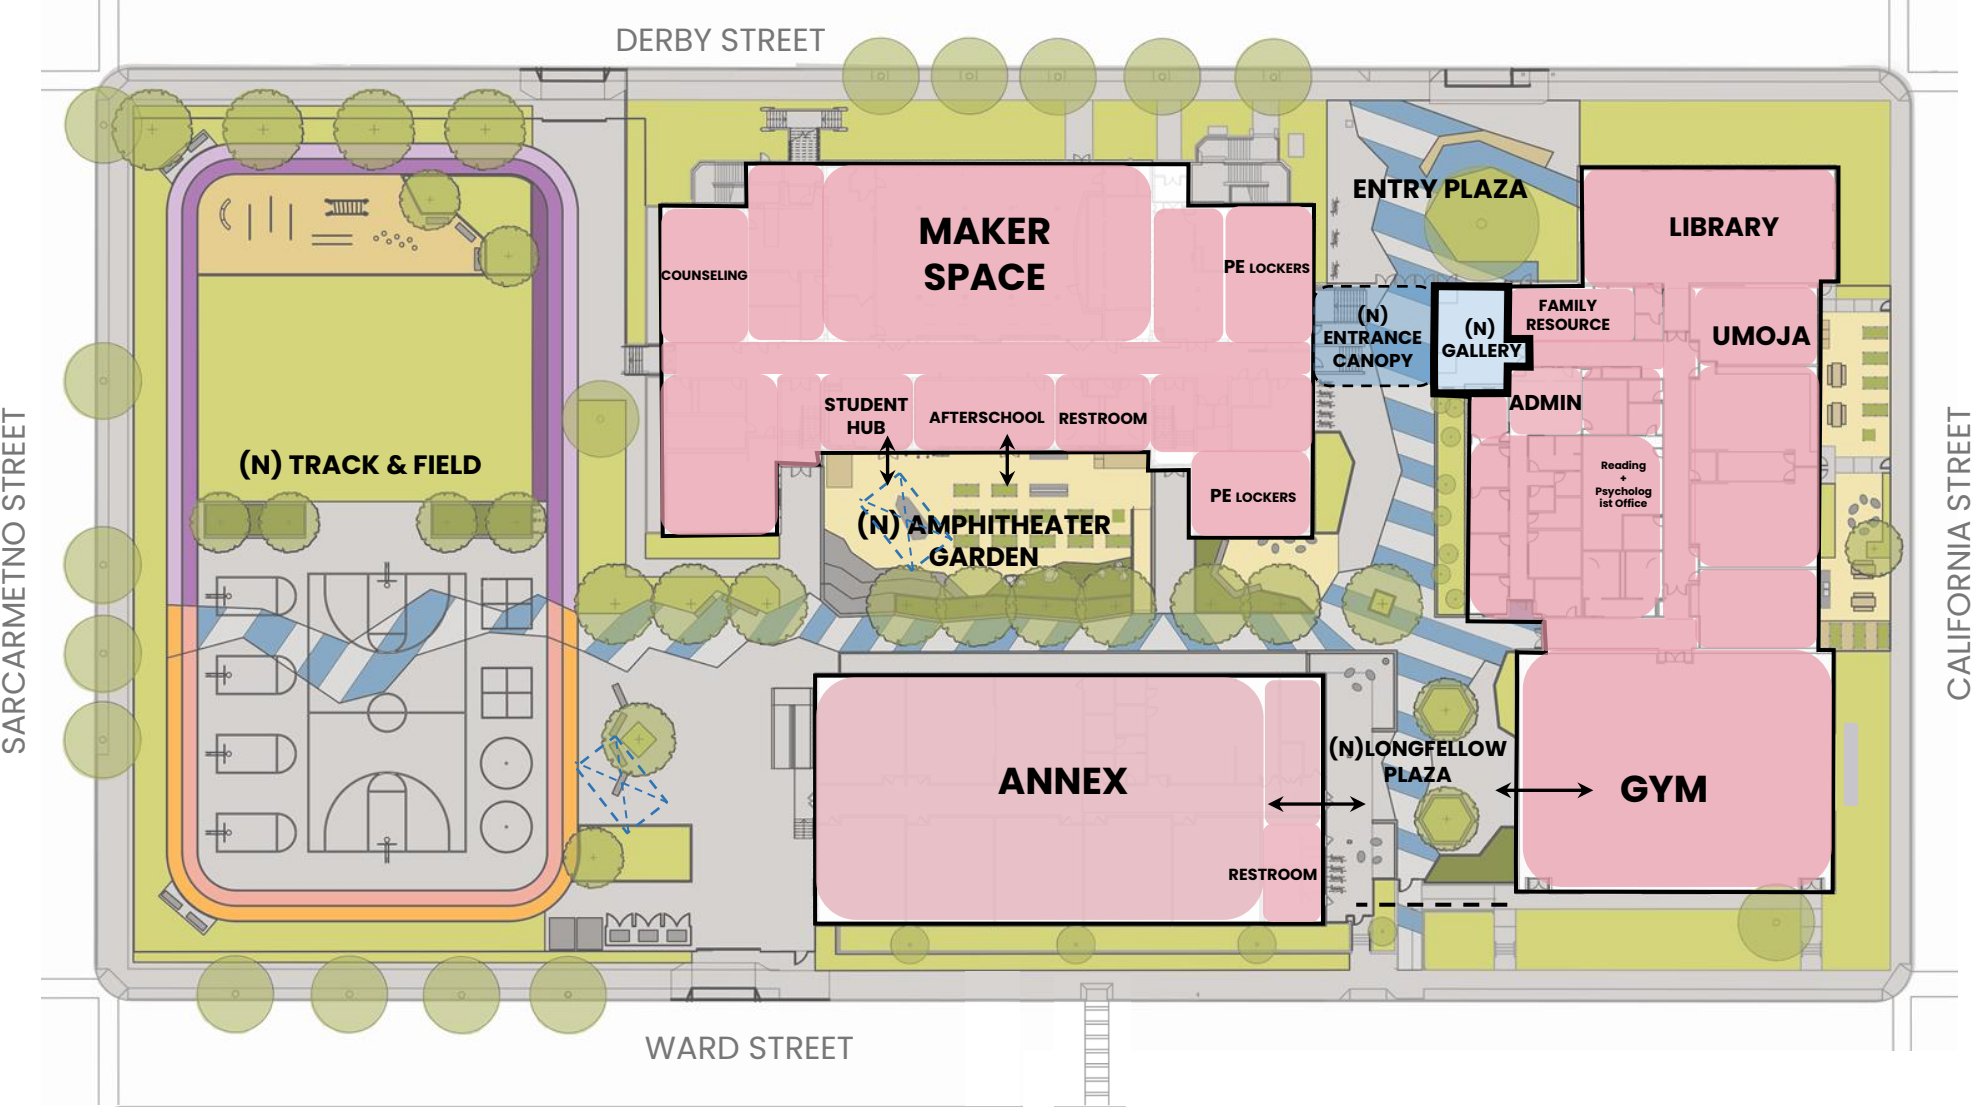 DERBY STREET
ENTRY PLAZA
LIBRARY
MAKER
SPACE
COUNSELING
PE LOCKERS
(N)
ENTRANCE
CANOPY
(N)
GALLERY
FAMILY
RESOURCE
UMOJA
STUDENT
HUB
AFTERSCHOOL
RESTROOM
ADMIN
(N) TRACK & FIELD
Reading
+
Psycholog
ist Office
PE LOCKERS
(N) AMPHITHEATER
GARDEN
SARCARMETNO STREET
CALIFORNIA STREET
ANNEX
(N)LONGFELLOW
PLAZA
GYM
RESTROOM
WARD STREET